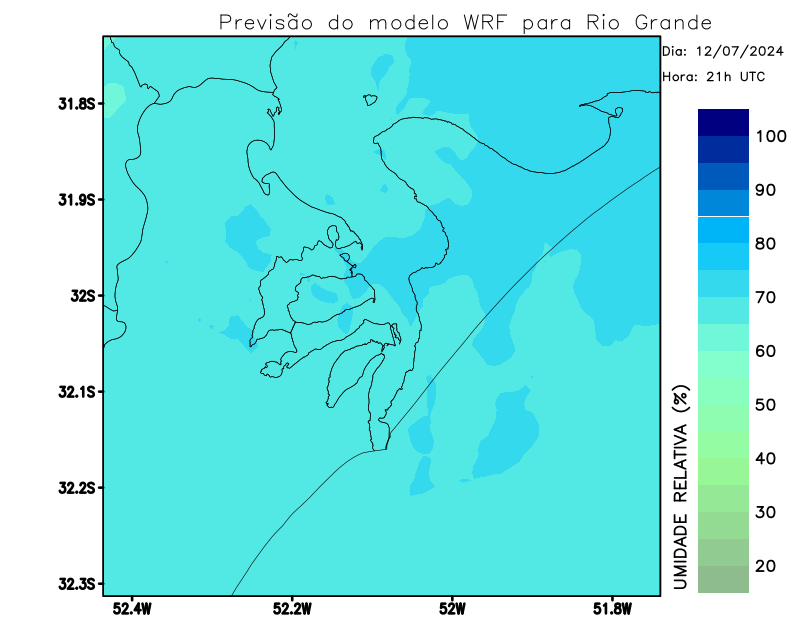 Previsão do modelo WRF para Rio Grande
Dia: 12/07/2024
Hora: 21h UTC
31.8S
31.9S
32S
32.1S
32.2S
32.3S
52.4W
52.2W
52W
51.8W
UMIDADE RELATIVA (%)
100
90
80
70
60
50
40
30
20